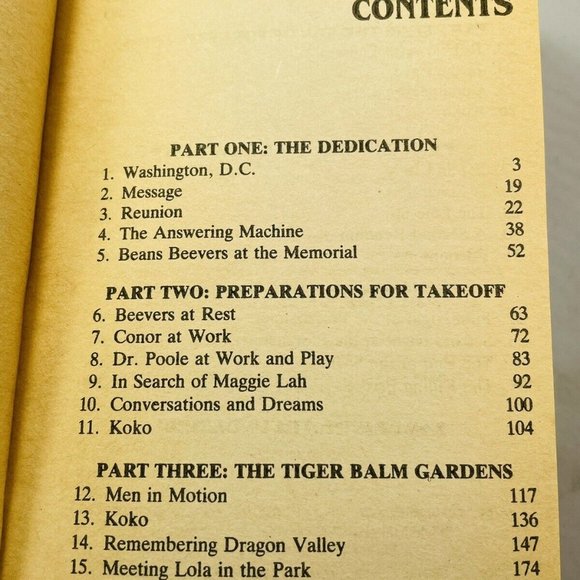 CONTENTS
PART ONE: THE DEDICATION
1. Washington, D.C. 3
2. Message 19
3. Reunion 22
4. The Answering Machine 38
5. Beans Beevers at the Memorial 52
PART TWO: PREPARATIONS FOR TAKEOFF
6. Beevers at Rest 63
7. Conor at Work 72
8. Dr. Poole at Work and Play 83
9. In Search of Maggie Lah 92
10. Conversations and Dreams 100
11. Koko 104
PART THREE: THE TIGER BALM GARDENS
12. Men in Motion 117
13. Koko 136
14. Remembering Dragon Valley 147
15. Meeting Lola in the Park 174